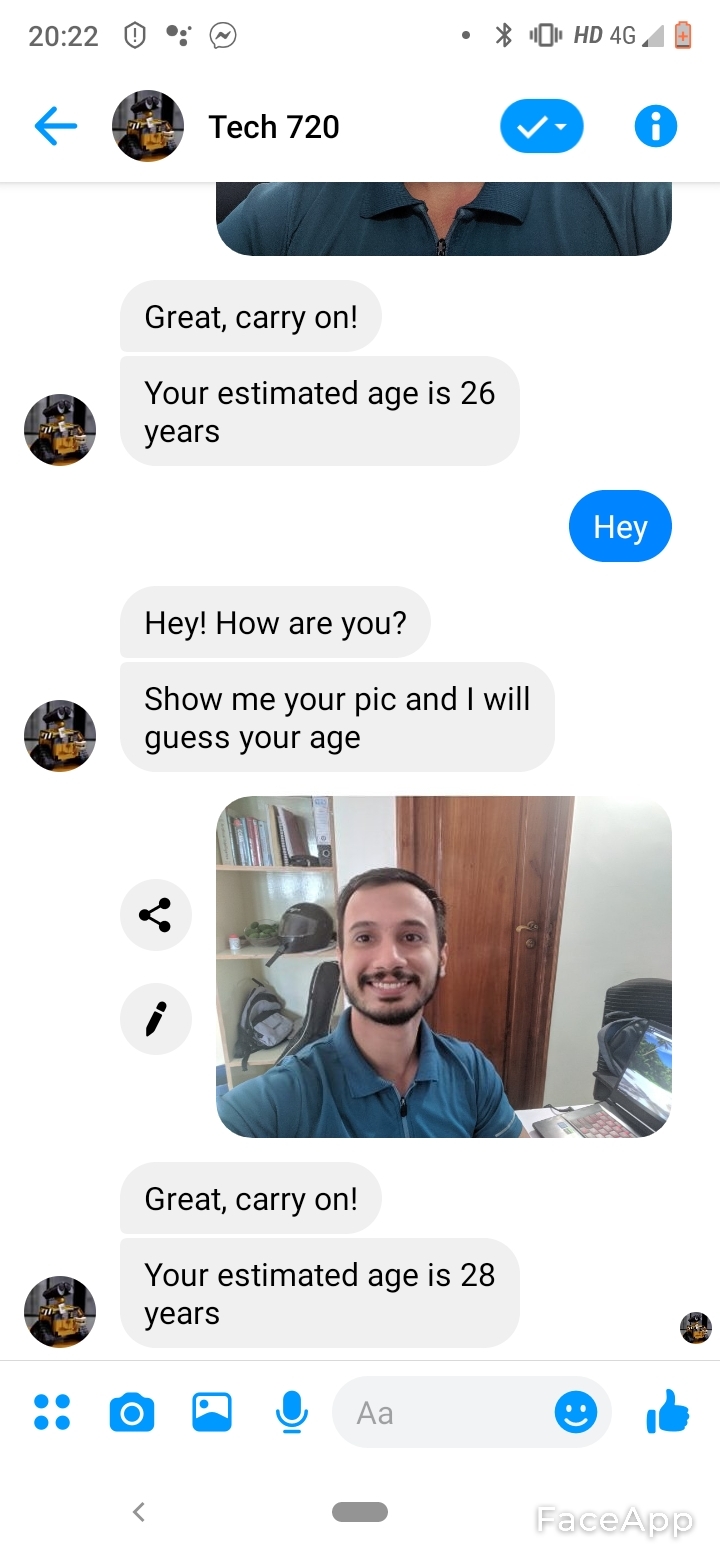 20:22
HD 4G
Tech 720
Great, carry on!
Your estimated age is 26
years
Hey
Hey! How are you?
Show me your pic and I will
guess your age
Great, carry on!
Your estimated age is 28
years
Aa
FaceApp